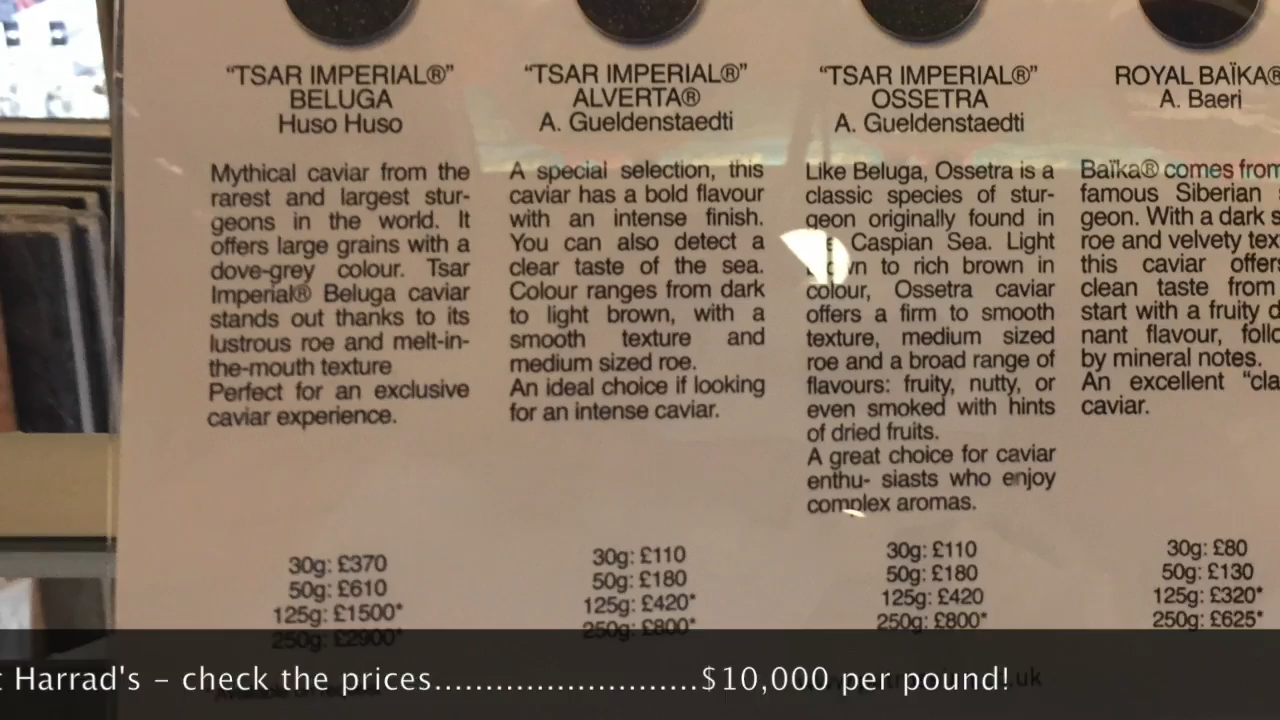 “TSAR IMPERIAL®”
BELUGA
Huso Huso
Mythical caviar from the
rarest and largest stur-
geons in the world. It
offers large grains with a
dove-grey colour. Tsar
Imperial® Beluga caviar
stands out thanks to its
lustrous roe and melt-in-
the-mouth texture
Perfect for an exclusive
caviar experience.
30g: £370
50g: £610
125g: £1500*
250g: £2900*
“TSAR IMPERIAL®”
ALVERTA®
A. Gueldenstaedti
A special selection, this
caviar has a bold flavour
with an intense finish.
You can also detect a
clear taste of the sea.
Colour ranges from dark
to light brown, with a
smooth texture and
medium sized roe.
An ideal choice if looking
for an intense caviar.
30g: £110
50g: £180
125g: £420*
250g: £800*
“TSAR IMPERIAL®”
OSSETRA
A. Gueldenstaedti
Like Beluga, Ossetra is a
classic species of stur-
geon originally found in
Caspian Sea. Light
to rich brown in
colour, Ossetra caviar
offers a firm to smooth
texture, medium sized
roe and a broad range of
flavours: fruity, nutty, or
even smoked with hints
of dried fruits.
A great choice for caviar
enthu- siasts who enjoy
complex aromas.
30g: £110
50g: £180
125g: £420
250g: £800*
ROYAL BAÏKA®
A. Baeri
Baïka® comes from
famous Siberian
geon. With a dark s
roe and velvety tex
this caviar offers
clean taste from
start with a fruity d
nant flavour, follo
by mineral notes.
An excellent “cla
caviar.
30g: £80
50g: £130
125g: £320*
250g: £625*
t Harrad's – check the prices..........................$10,000 per pound!